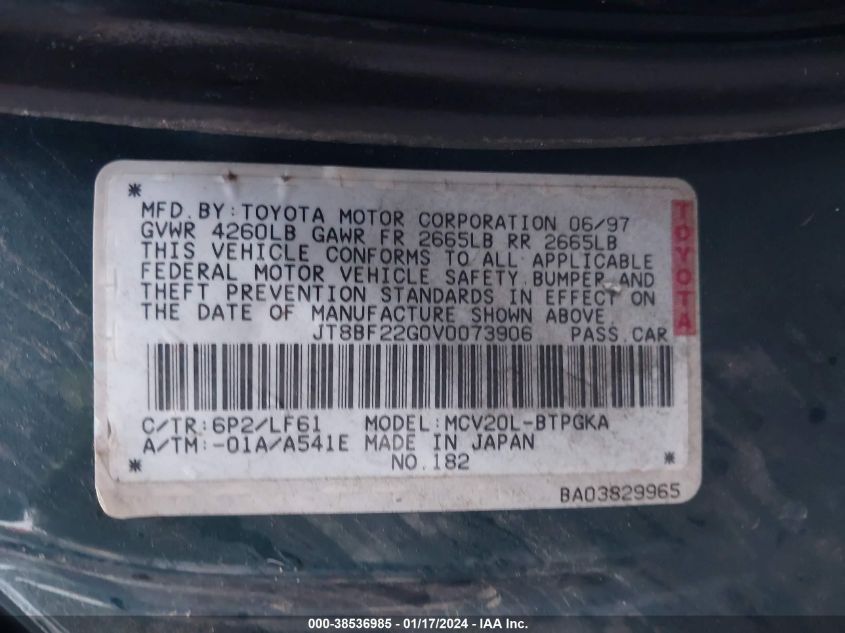 *
MFD. BY: TOYOTA MOTOR CORPORATION 06/97
GVWR 4260LB GAWR FR 2665LB RR 2665LB
THIS VEHICLE CONFORMS TO ALL APPLICABLE
FEDERAL MOTOR VEHICLE SAFETY, BUMPER AND
THEFT PREVENTION STANDARDS IN EFFECT ON
THE DATE OF MANUFACTURE SHOWN ABOVE.
JT8BF22G0V0073906 PASS. CAR
TOYOTA
C/TR: 6P2/LF61 MODEL: MCV20L-BTPGKA
A/TM: -01A/A541E MADE IN JAPAN
* NO. 182 *
BA03829965
000-38536985 — 01/17/2024 — IAA Inc.